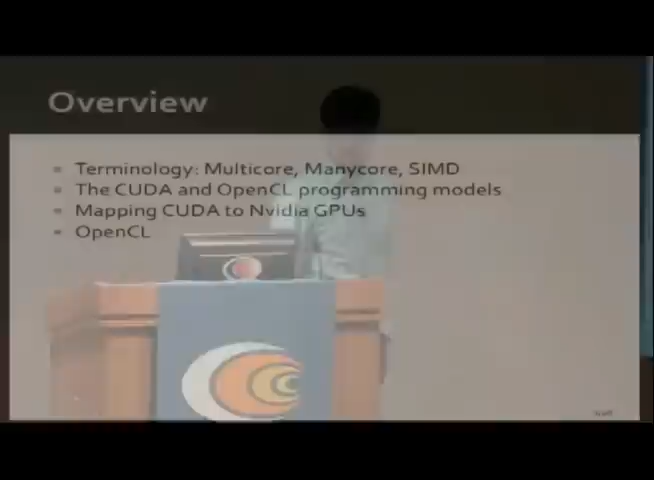 Overview
Terminology: Multicore, Manycore, SIMD
The CUDA and OpenCL programming models
Mapping CUDA to Nvidia GPUs
OpenCL